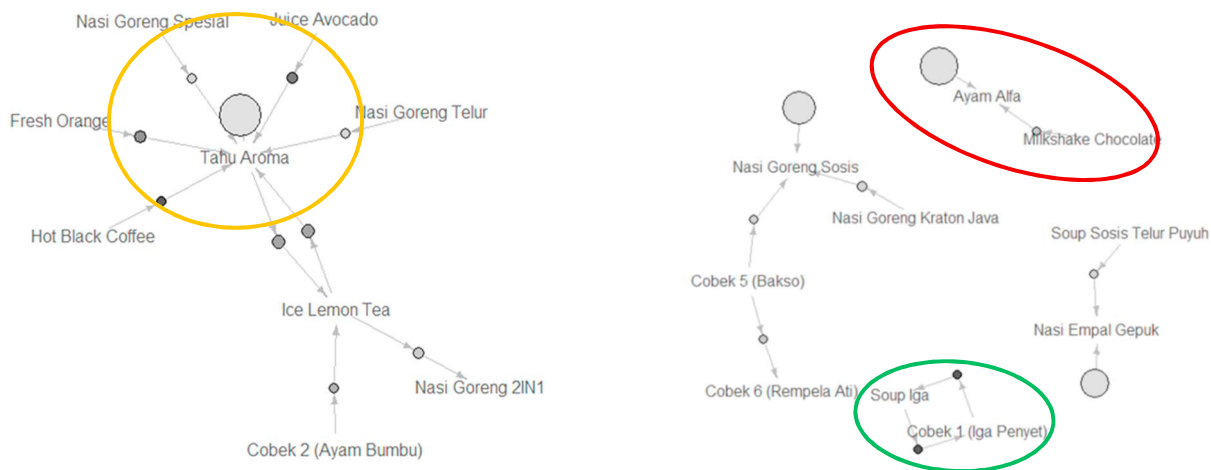 Nasi Goreng Spesial
Juice Avocado
Fresh Orange
Nasi Goreng Telur
Tahu Aroma
Hot Black Coffee
Ice Lemon Tea
Nasi Goreng 2IN1
Cobek 2 (Ayam Bumbu)
Ayam Alfa
Milkshake Chocolate
Nasi Goreng Sosis
Nasi Goreng Kraton Java
Soup Sosis Telur Puyuh
Cobek 5 (Bakso)
Nasi Empal Gepuk
Cobek 6 (Rempela Ati)
Soup Iga
Cobek 1 (Iga Penyet)